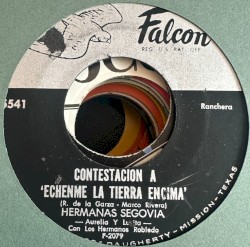 Falcon
REG. U.S. PAT. OFF.
Ranchera
CONTESTACION A
'ECHENME LA TIERRA ENCIMA'
(R. de la Garza - Marco Rivera)
HERMANAS SEGOVIA
—Aurelia Y
Con Los Hermanos Robledo
F-2079
DAUGHERTY - MISSION, TEXAS